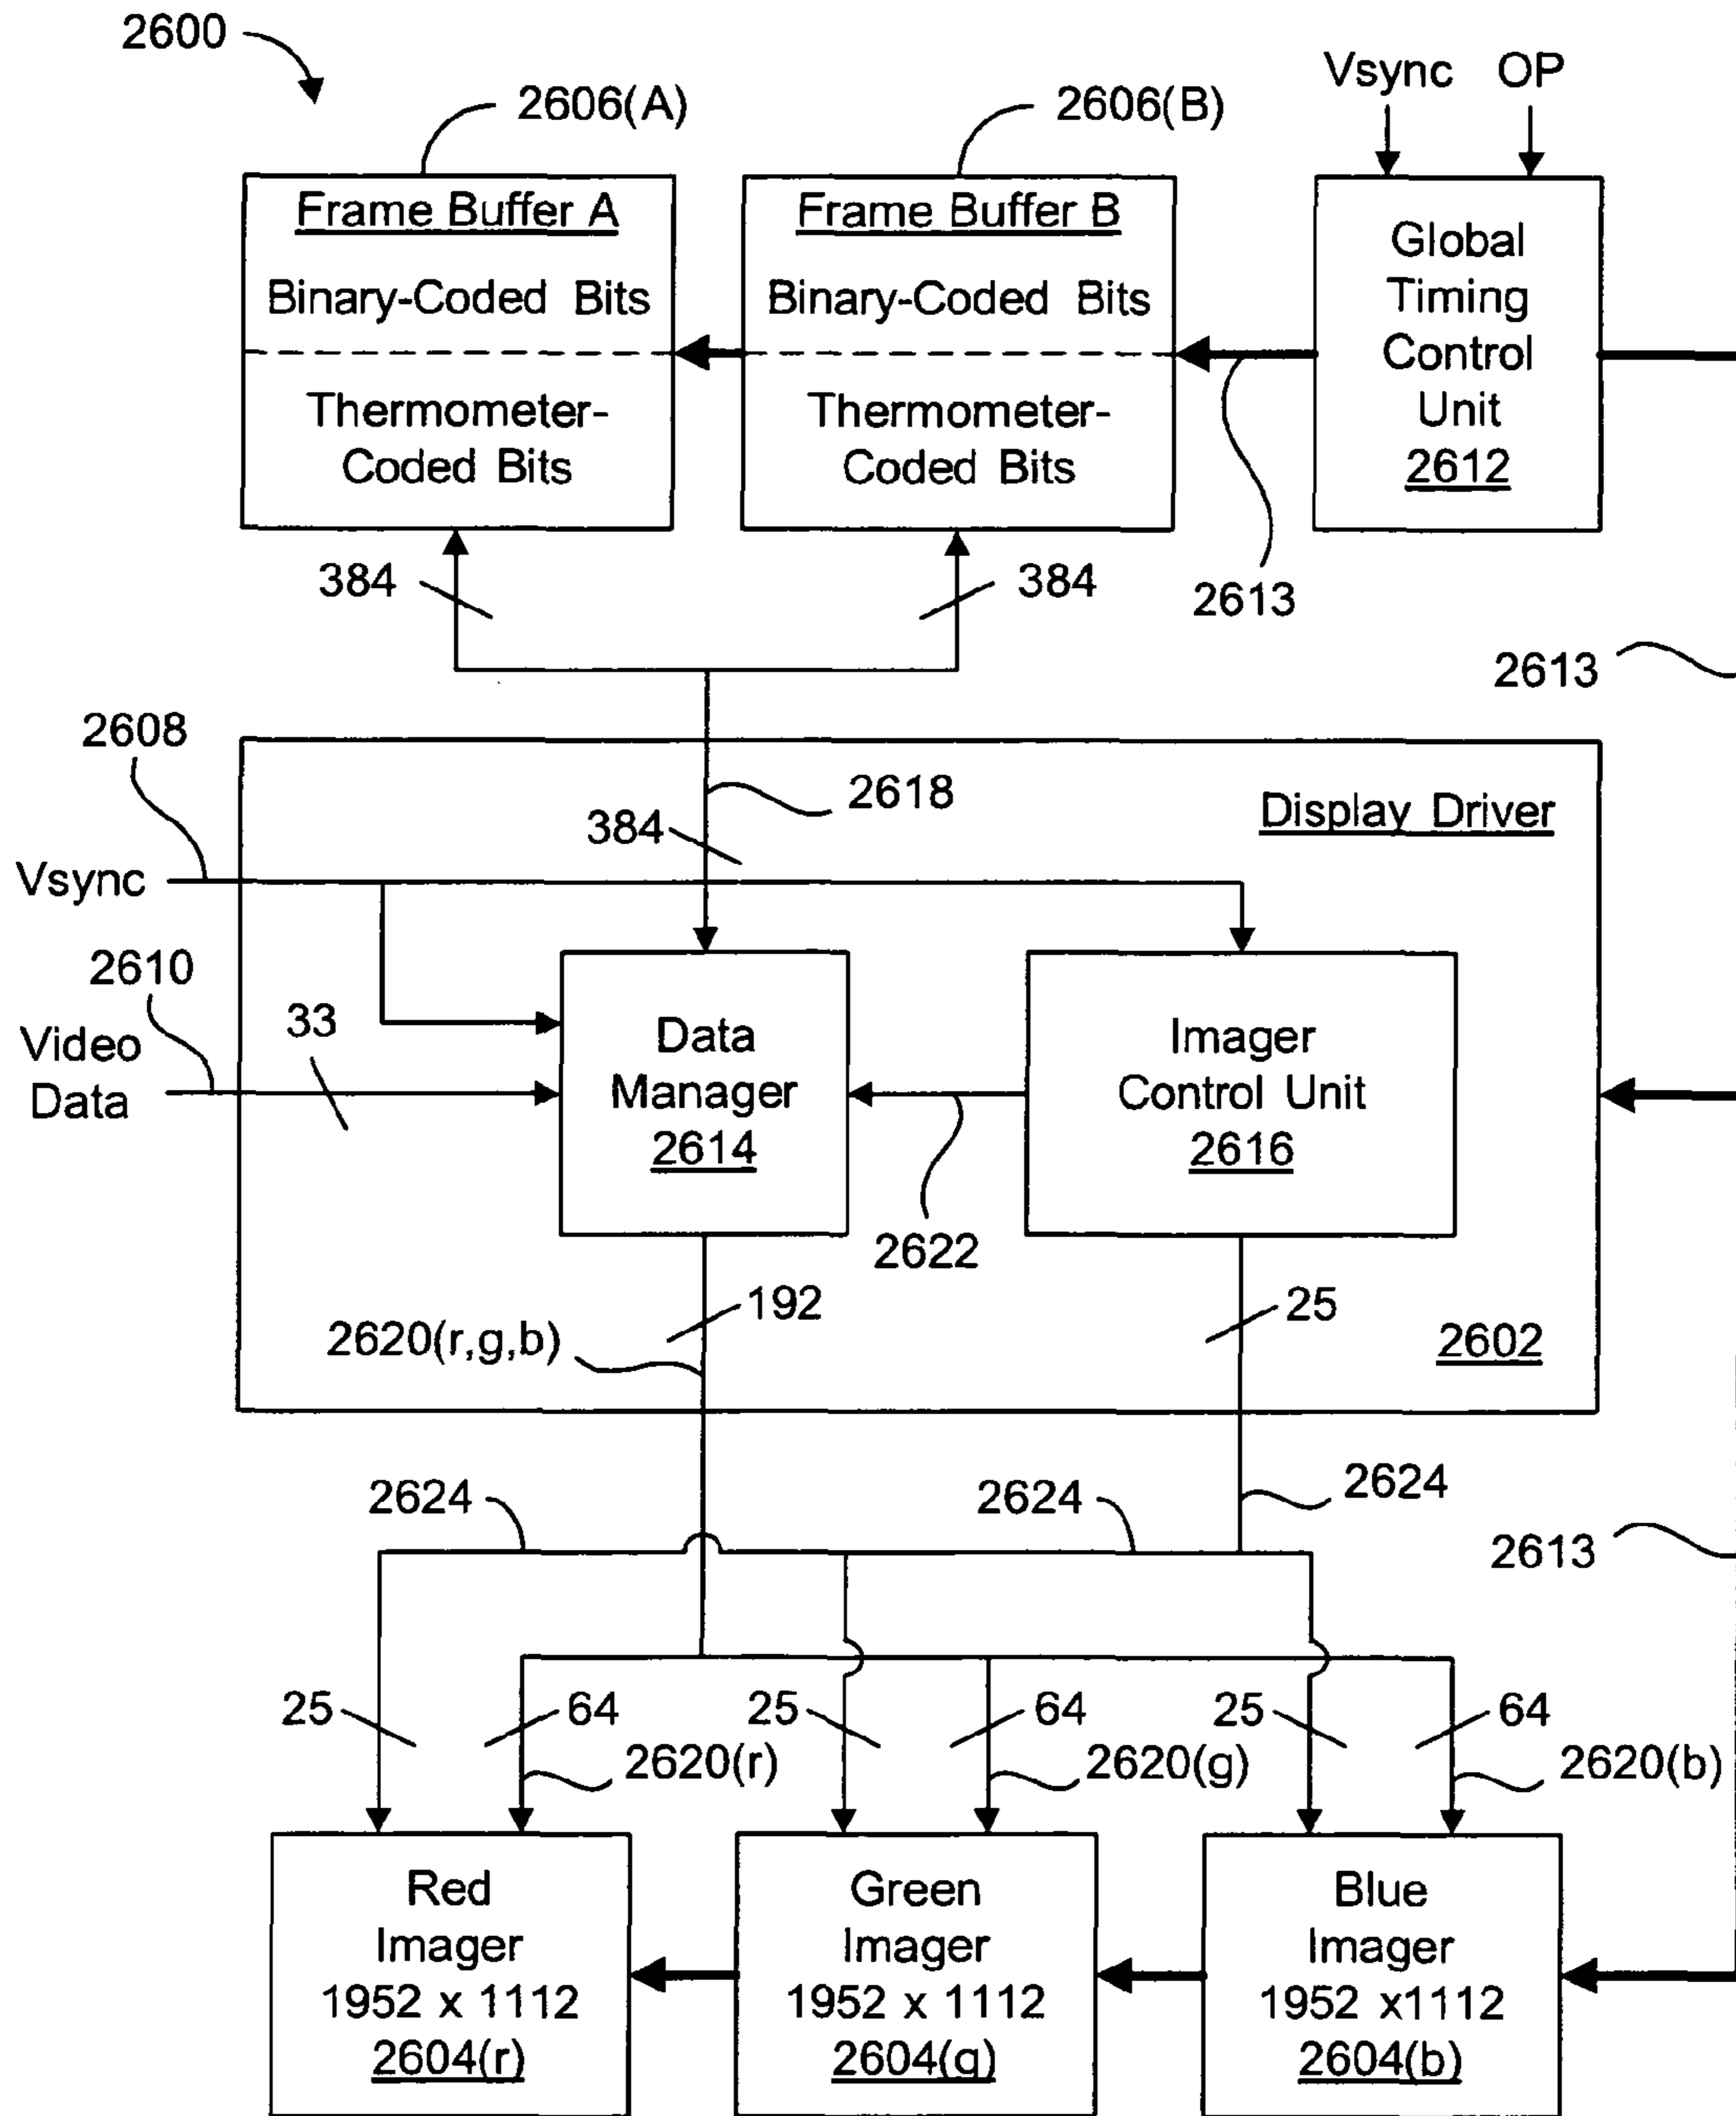 2600
2606(A)
2606(B)
Vsync OP
Frame Buffer A
Binary-Coded Bits
Thermometer-
Coded Bits
Frame Buffer B
Binary-Coded Bits
Thermometer-
Coded Bits
Global
Timing
Control
Unit
2612
384
384
2613
2613
2608
2618
Display Driver
384
Vsync
2610
33
Video
Data
Data
Manager
2614
Imager
Control Unit
2616
2622
192
25
2620(r,g,b)
2602
2624
2624
2624
2613
25
64
25
64
25
64
2620(r)
2620(g)
2620(b)
Red
Imager
1952 x 1112
2604(r)
Green
Imager
1952 x 1112
2604(g)
Blue
Imager
1952 x1112
2604(b)